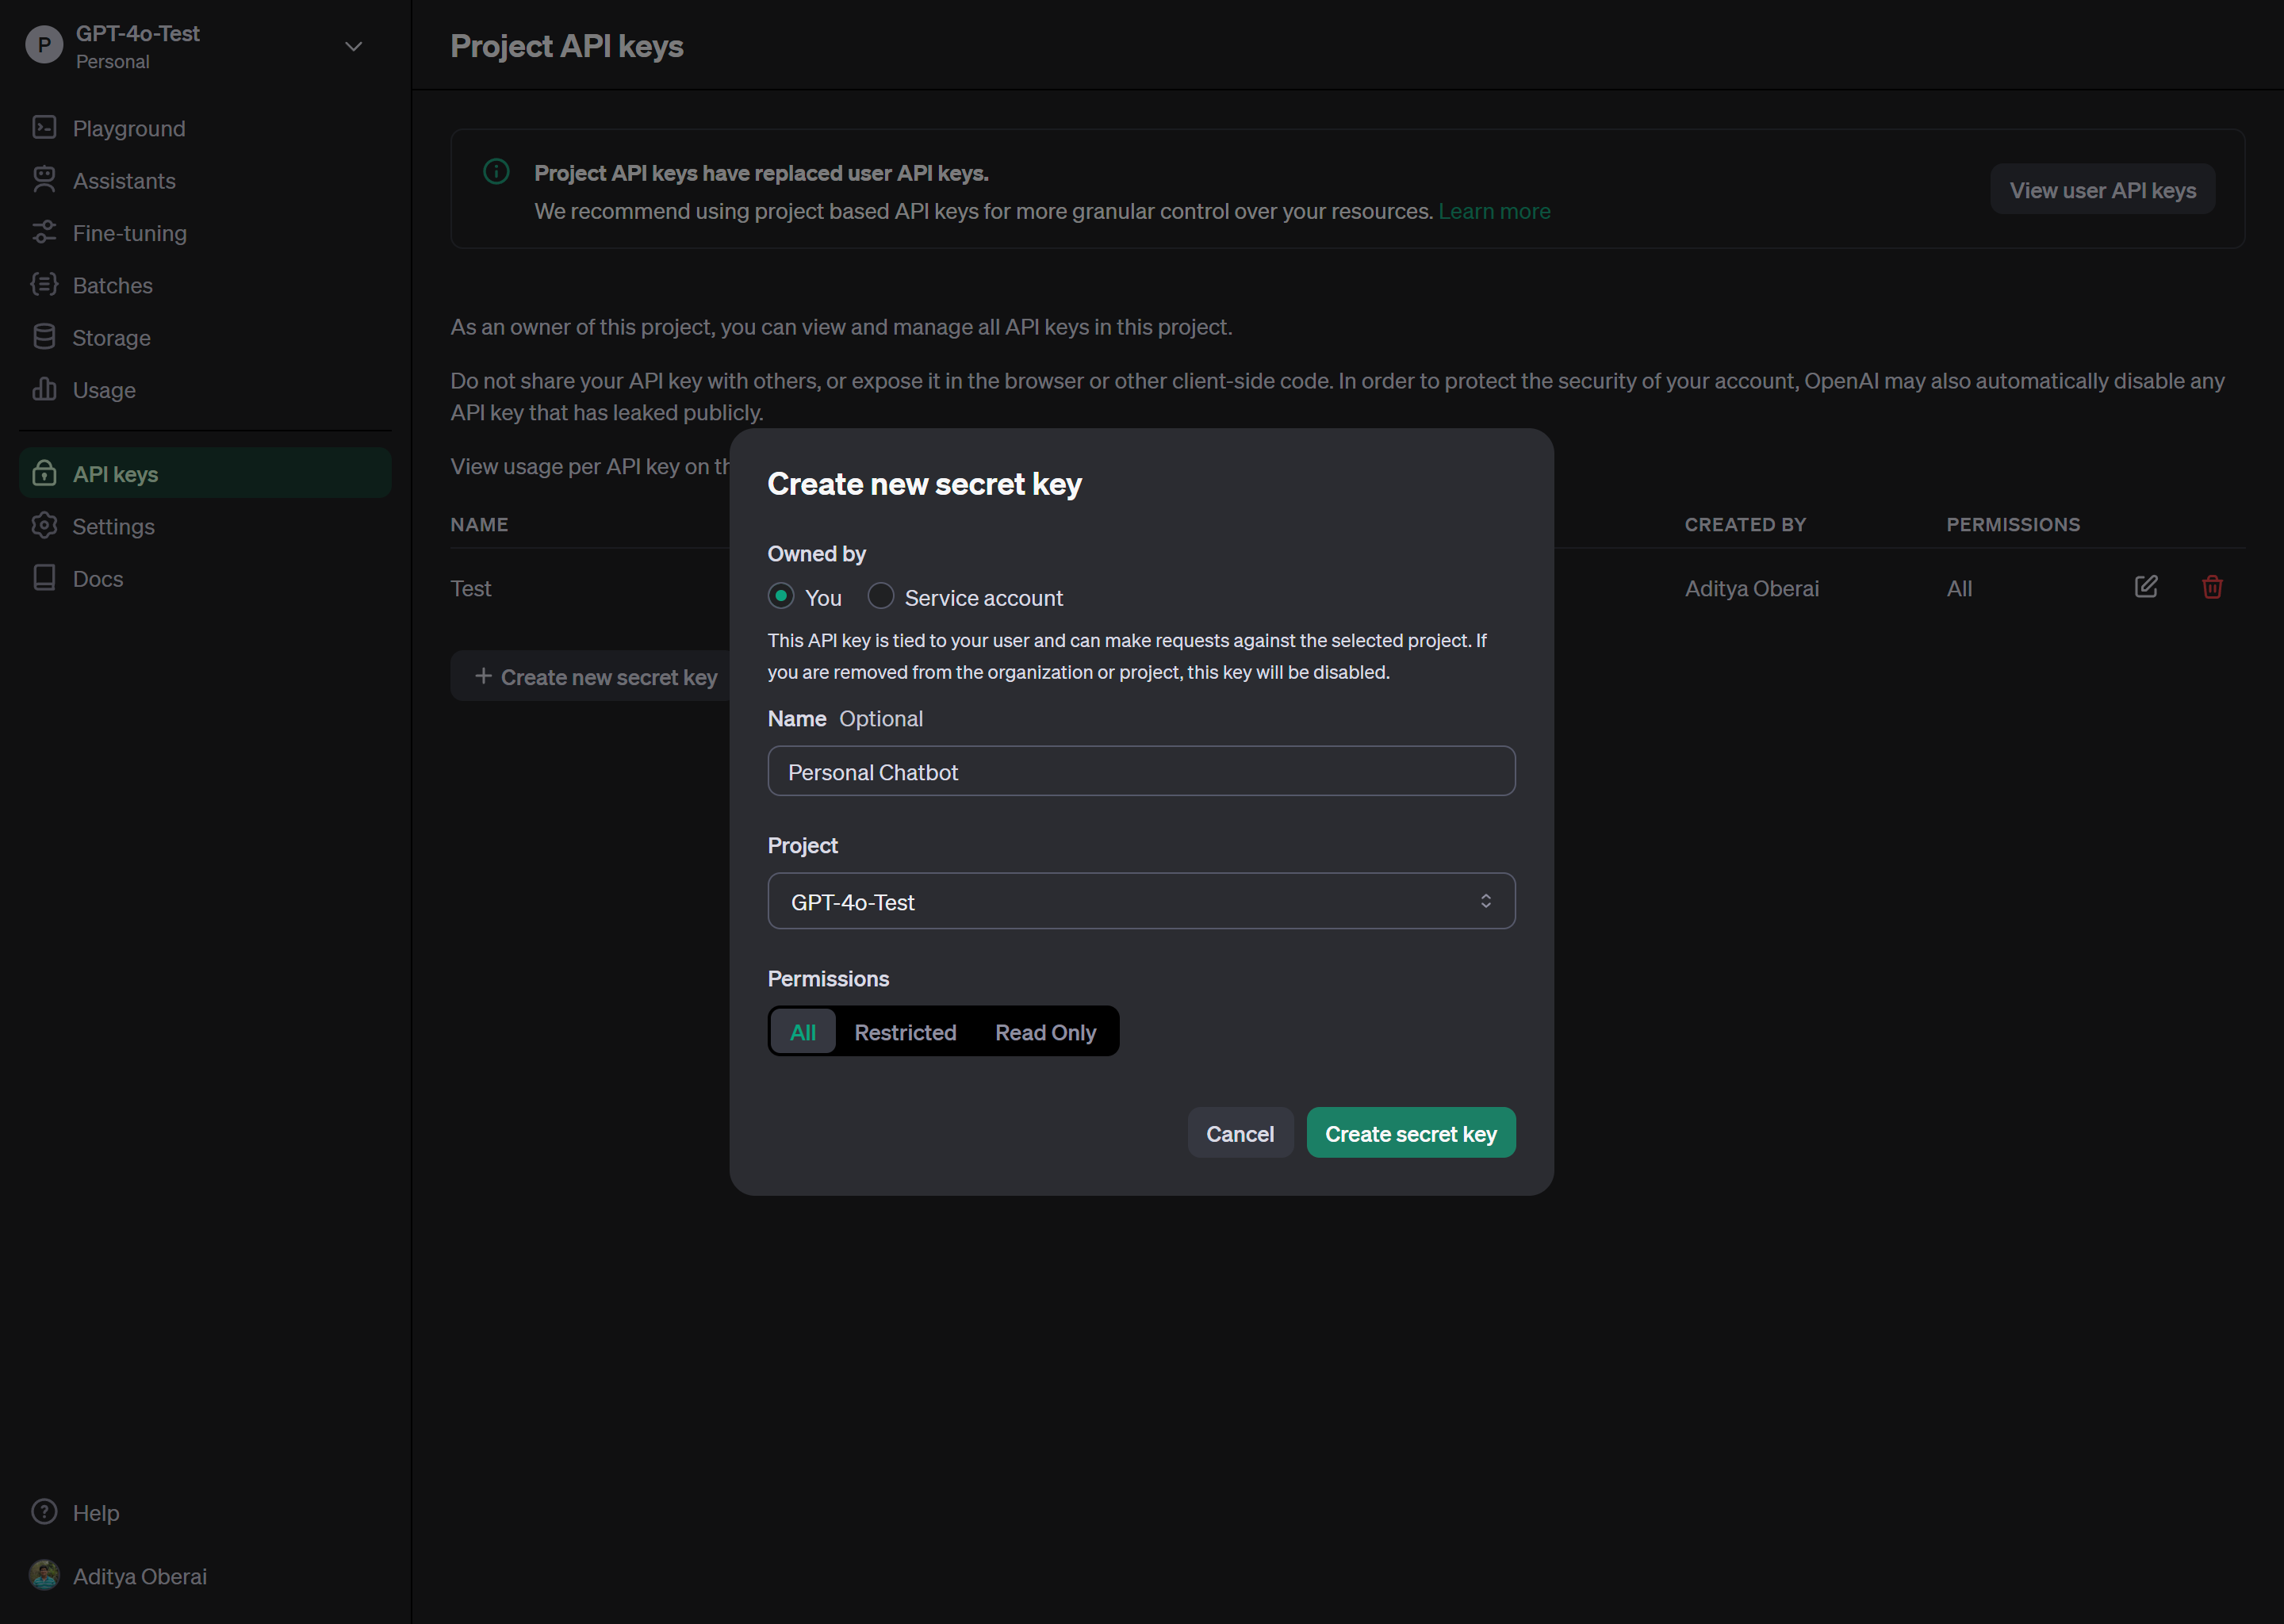 P
GPT-4o-Test
Personal
Playground
Assistants
Fine-tuning
Batches
Storage
Usage
API keys
Settings
Docs
Help
Aditya Oberai
Project API keys
Project API keys have replaced user API keys.
We recommend using project based API keys for more granular control over your resources. Learn more
View user API keys
As an owner of this project, you can view and manage all API keys in this project.
Do not share your API key with others, or expose it in the browser or other client-side code. In order to protect the security of your account, OpenAI may also automatically disable any
API key that has leaked publicly.
View usage per API key on
NAME
CREATED BY
PERMISSIONS
Test
Aditya Oberai
All
+ Create new secret key
Create new secret key
Owned by
You
Service account
This API key is tied to your user and can make requests against the selected project. If
you are removed from the organization or project, this key will be disabled.
Name Optional
Personal Chatbot
Project
GPT-4o-Test
Permissions
All
Restricted
Read Only
Cancel
Create secret key